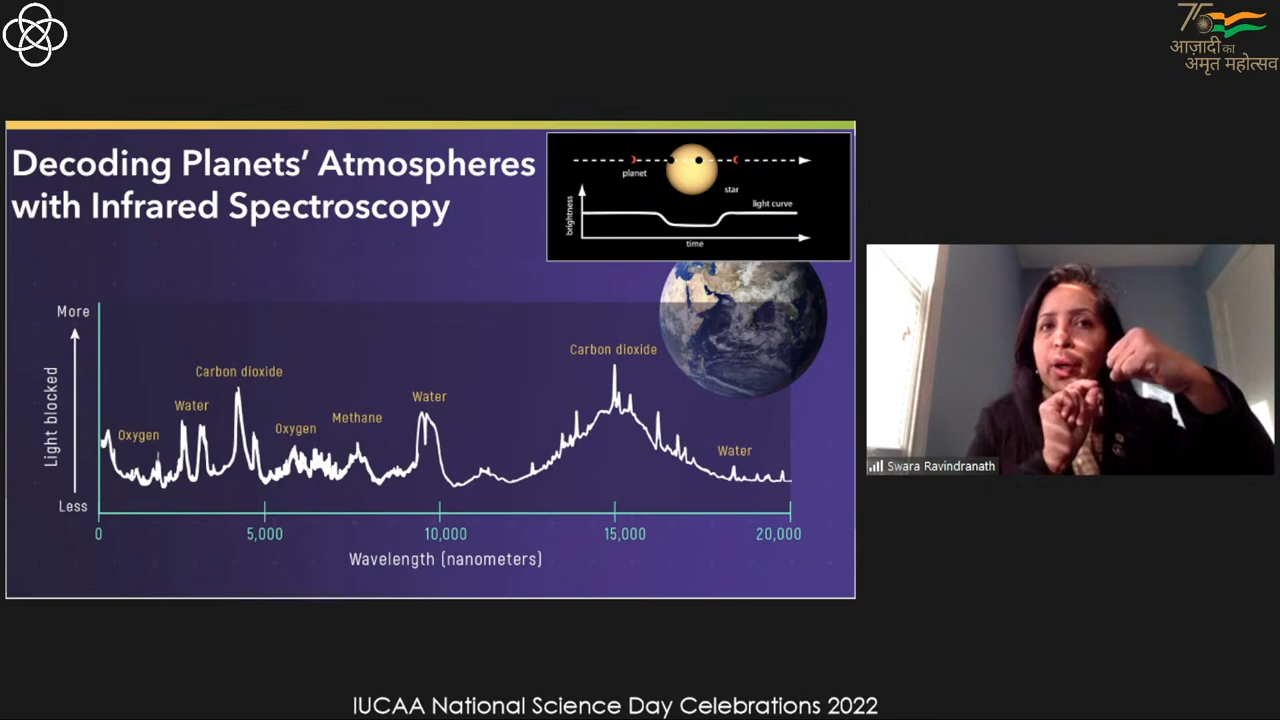 75
आज़ादी का
अमृत महोत्सव
Decoding Planets’ Atmospheres
with Infrared Spectroscopy
planet
star
brightness
light curve
time
More
Light blocked
Less
Oxygen
Water
Carbon dioxide
Oxygen
Methane
Water
Carbon dioxide
Water
0
5,000
10,000
15,000
20,000
Wavelength (nanometers)
Swara Ravindranath
IUCAA National Science Day Celebrations 2022